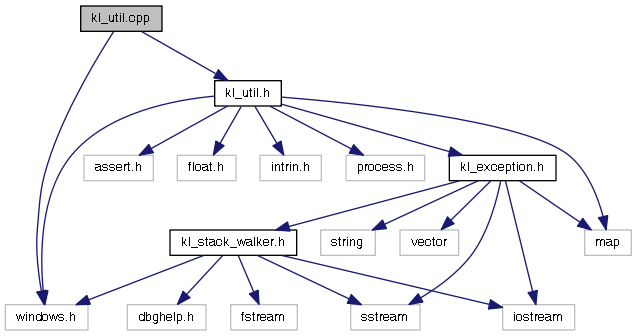 kl_util.cpp
kl_util.h
assert.h
float.h
intrin.h
process.h
kl_exception.h
kl_stack_walker.h
string
vector
map
windows.h
dbghelp.h
fstream
sstream
iostream